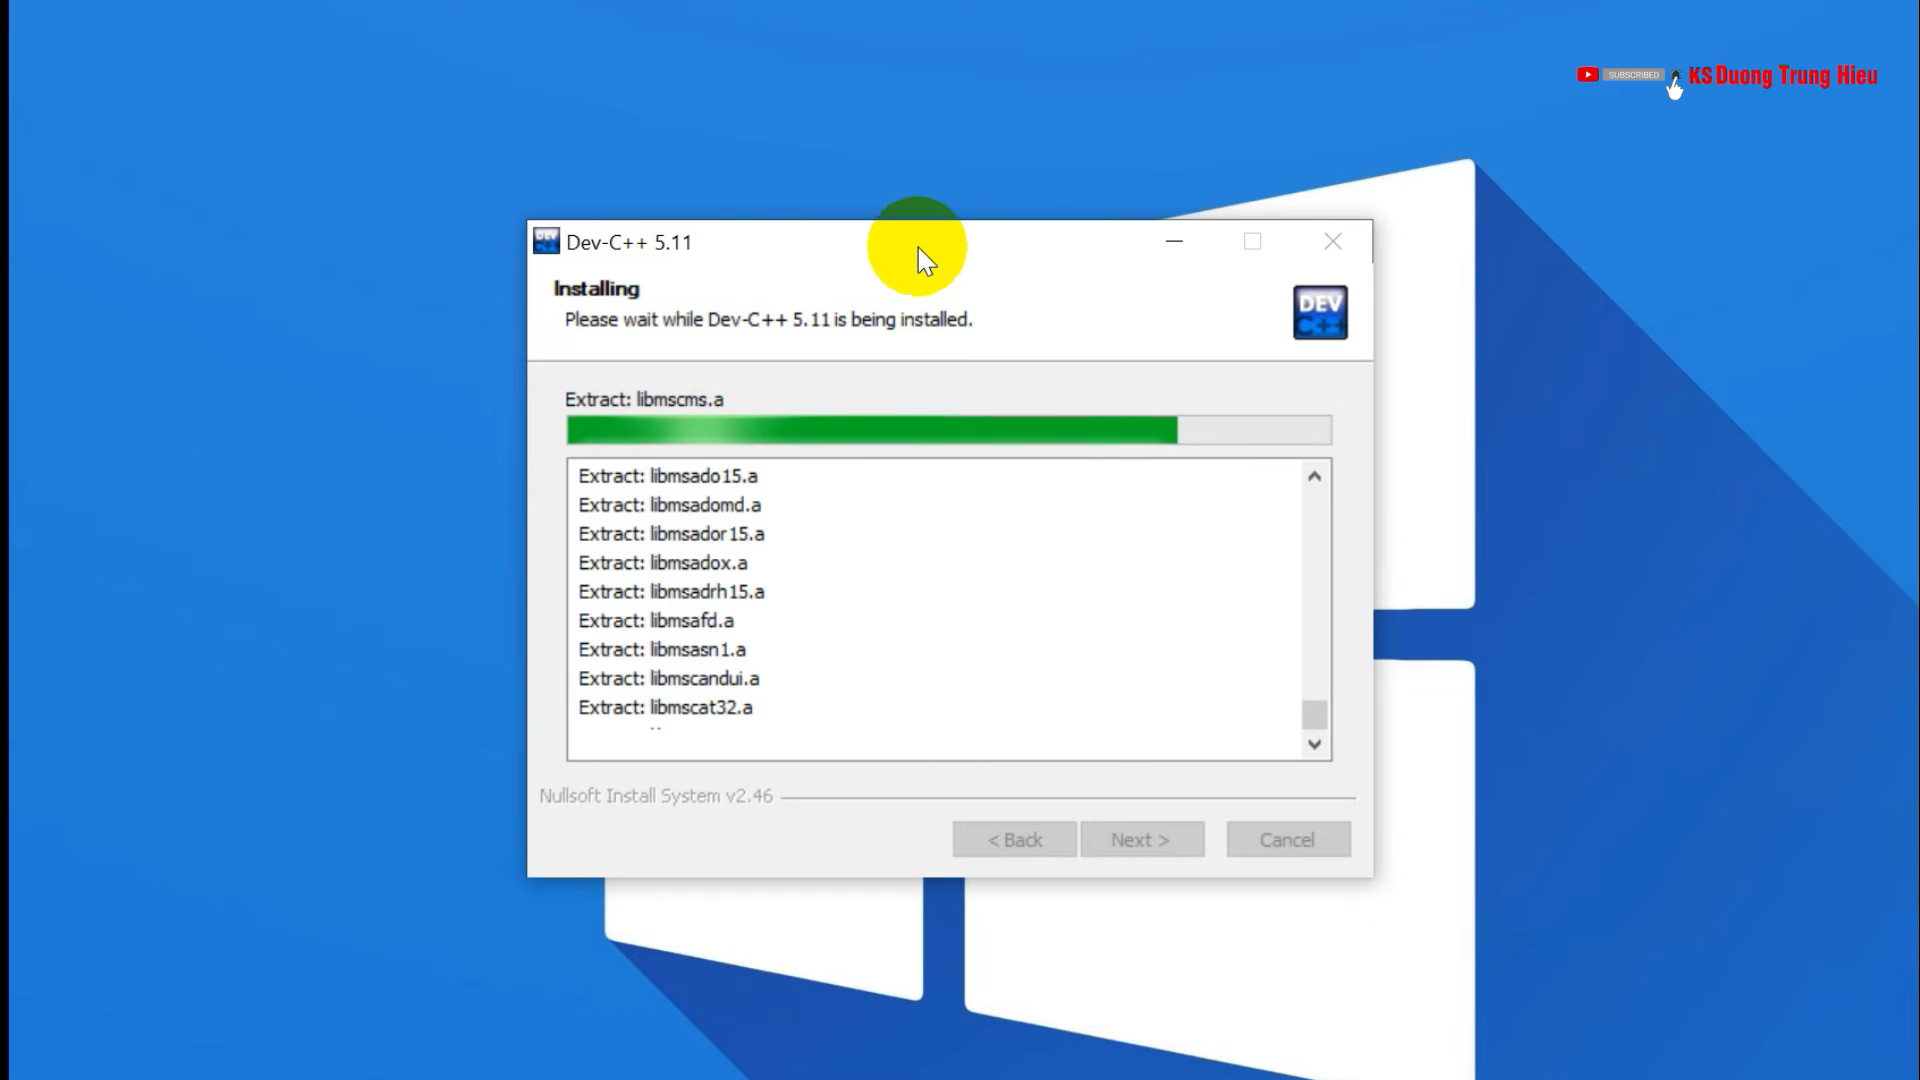 SUBSCRIBED KS Duong Trung Hieu
Dev-C++ 5.11
Installing
Please wait while Dev-C++ 5.11 is being installed.
DEV
C++
Extract: libmscms.a
Extract: libmsado15.a
Extract: libmsadomd.a
Extract: libmsador15.a
Extract: libmsadox.a
Extract: libmsadrh15.a
Extract: libmsafd.a
Extract: libmsasn1.a
Extract: libmscandui.a
Extract: libmscat32.a
Nullsoft Install System v2.46
< Back Next > Cancel